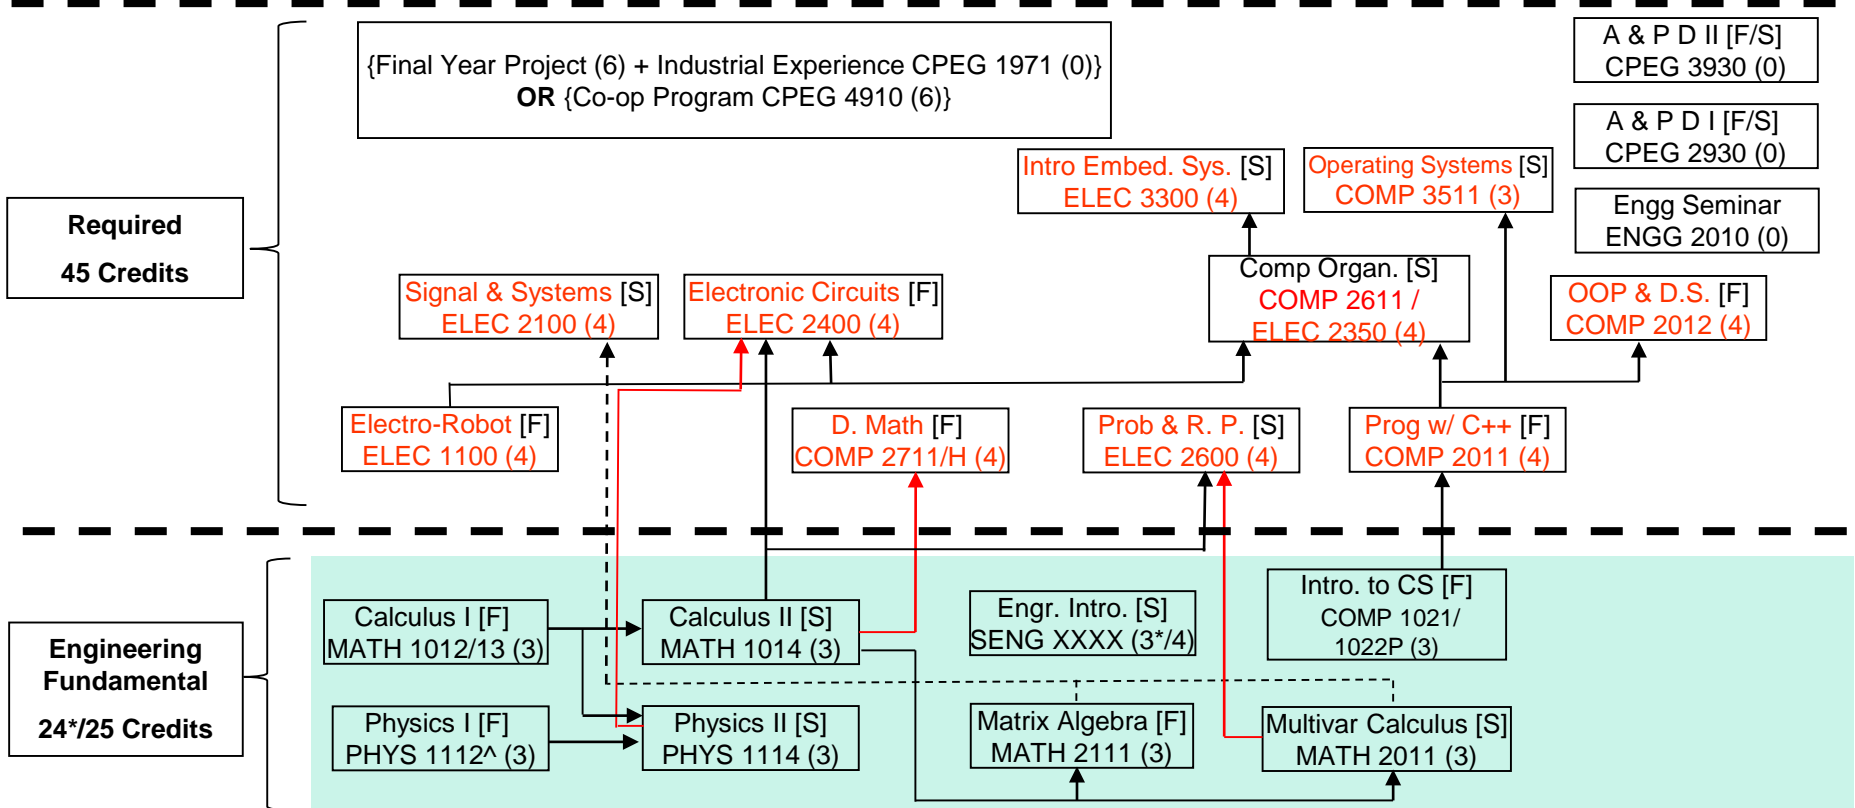 {Final Year Project (6) + Industrial Experience CPEG 1971 (0)}
OR {Co-op Program CPEG 4910 (6)}
A & P D II [F/S]
CPEG 3930 (0)
A & P D I [F/S]
CPEG 2930 (0)
Engg Seminar
ENGG 2010 (0)
Required
45 Credits
Intro Embed. Sys. [S]
ELEC 3300 (4)
Operating Systems [S]
COMP 3511 (3)
Signal & Systems [S]
ELEC 2100 (4)
Electronic Circuits [F]
ELEC 2400 (4)
Comp Organ. [S]
COMP 2611 /
ELEC 2350 (4)
OOP & D.S. [F]
COMP 2012 (4)
Electro-Robot [F]
ELEC 1100 (4)
D. Math [F]
COMP 2711/H (4)
Prob & R. P. [S]
ELEC 2600 (4)
Prog w/ C++ [F]
COMP 2011 (4)
Engineering
Fundamental
24*/25 Credits
Calculus I [F]
MATH 1012/13 (3)
Calculus II [S]
MATH 1014 (3)
Engr. Intro. [S]
SENG XXXX (3*/4)
Intro. to CS [F]
COMP 1021/
1022P (3)
Physics I [F]
PHYS 1112^ (3)
Physics II [S]
PHYS 1114 (3)
Matrix Algebra [F]
MATH 2111 (3)
Multivar Calculus [S]
MATH 2011 (3)